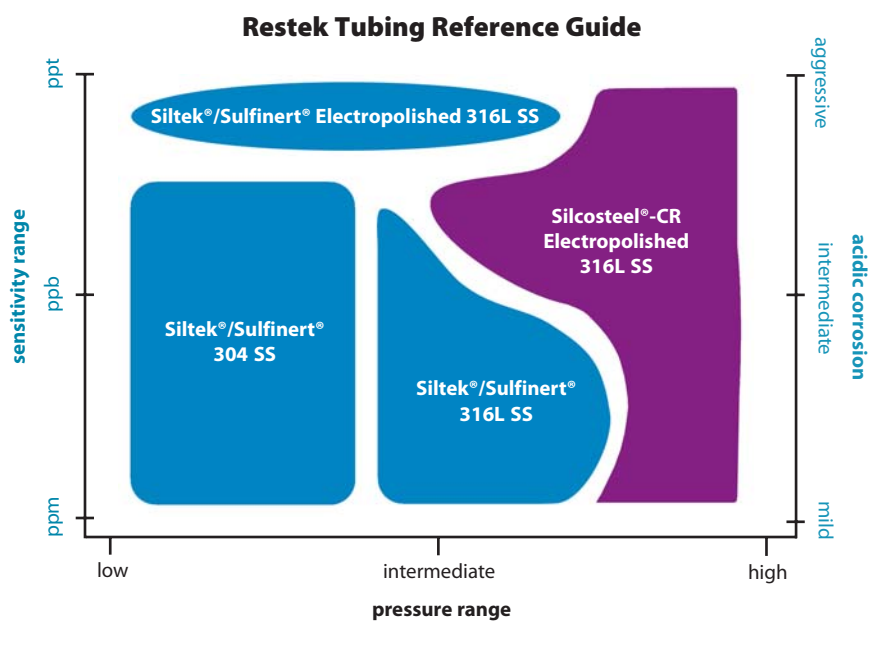 Restek Tubing Reference Guide
ppt
aggressive
Siltek®/Sulfinert® Electropolished 316L SS
Silcosteel®-CR
Electropolished
316L SS
sensitivity range
ppb
intermediate
acidic corrosion
Siltek®/Sulfinert®
304 SS
Siltek®/Sulfinert®
316L SS
ppm
mild
low
intermediate
high
pressure range